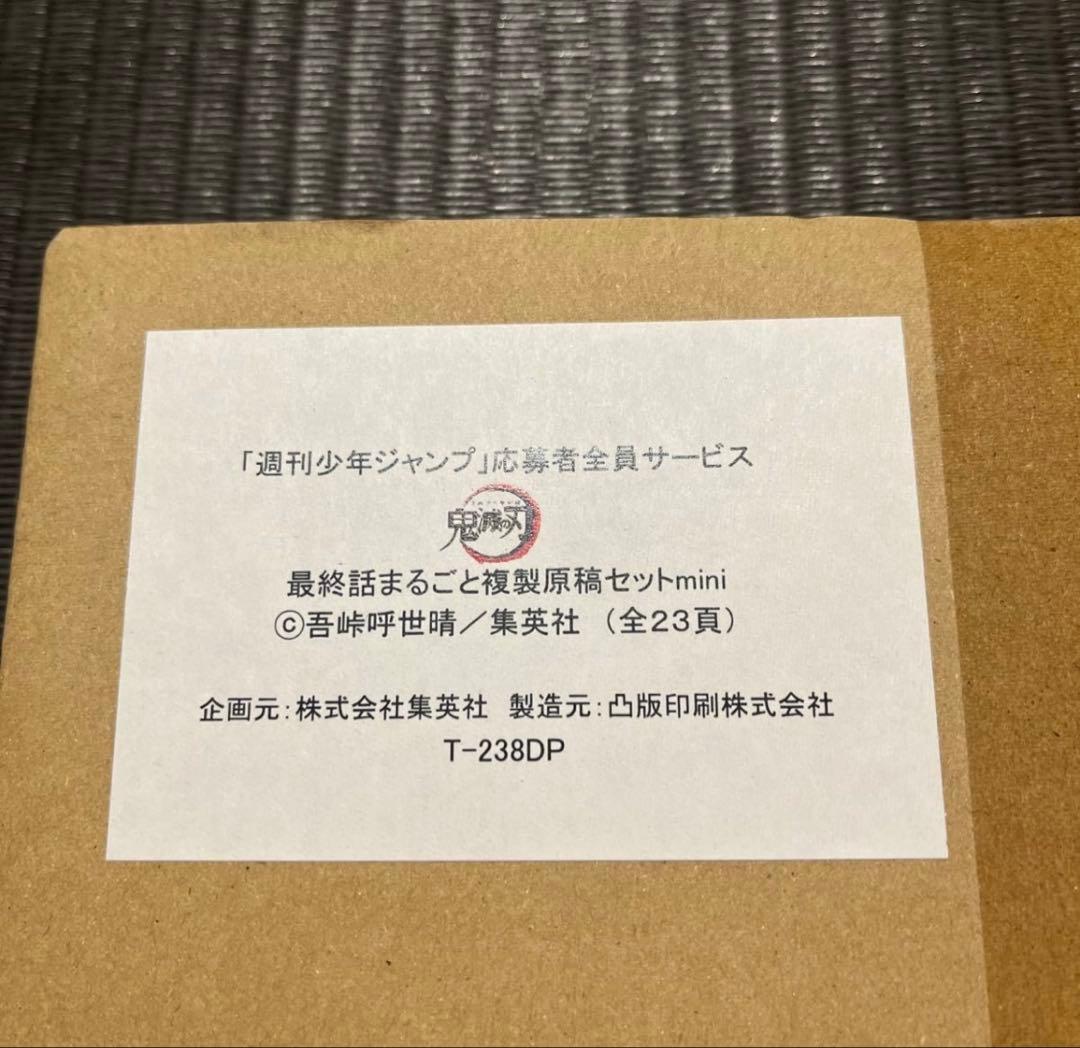 「週刊少年ジャンプ」応募者全員サービス
鬼滅の刃
最終話まるごと複製原稿セットmini
©吾峠呼世晴／集英社 （全23頁）
企画元：株式会社集英社 製造元：凸版印刷株式会社
T-238DP